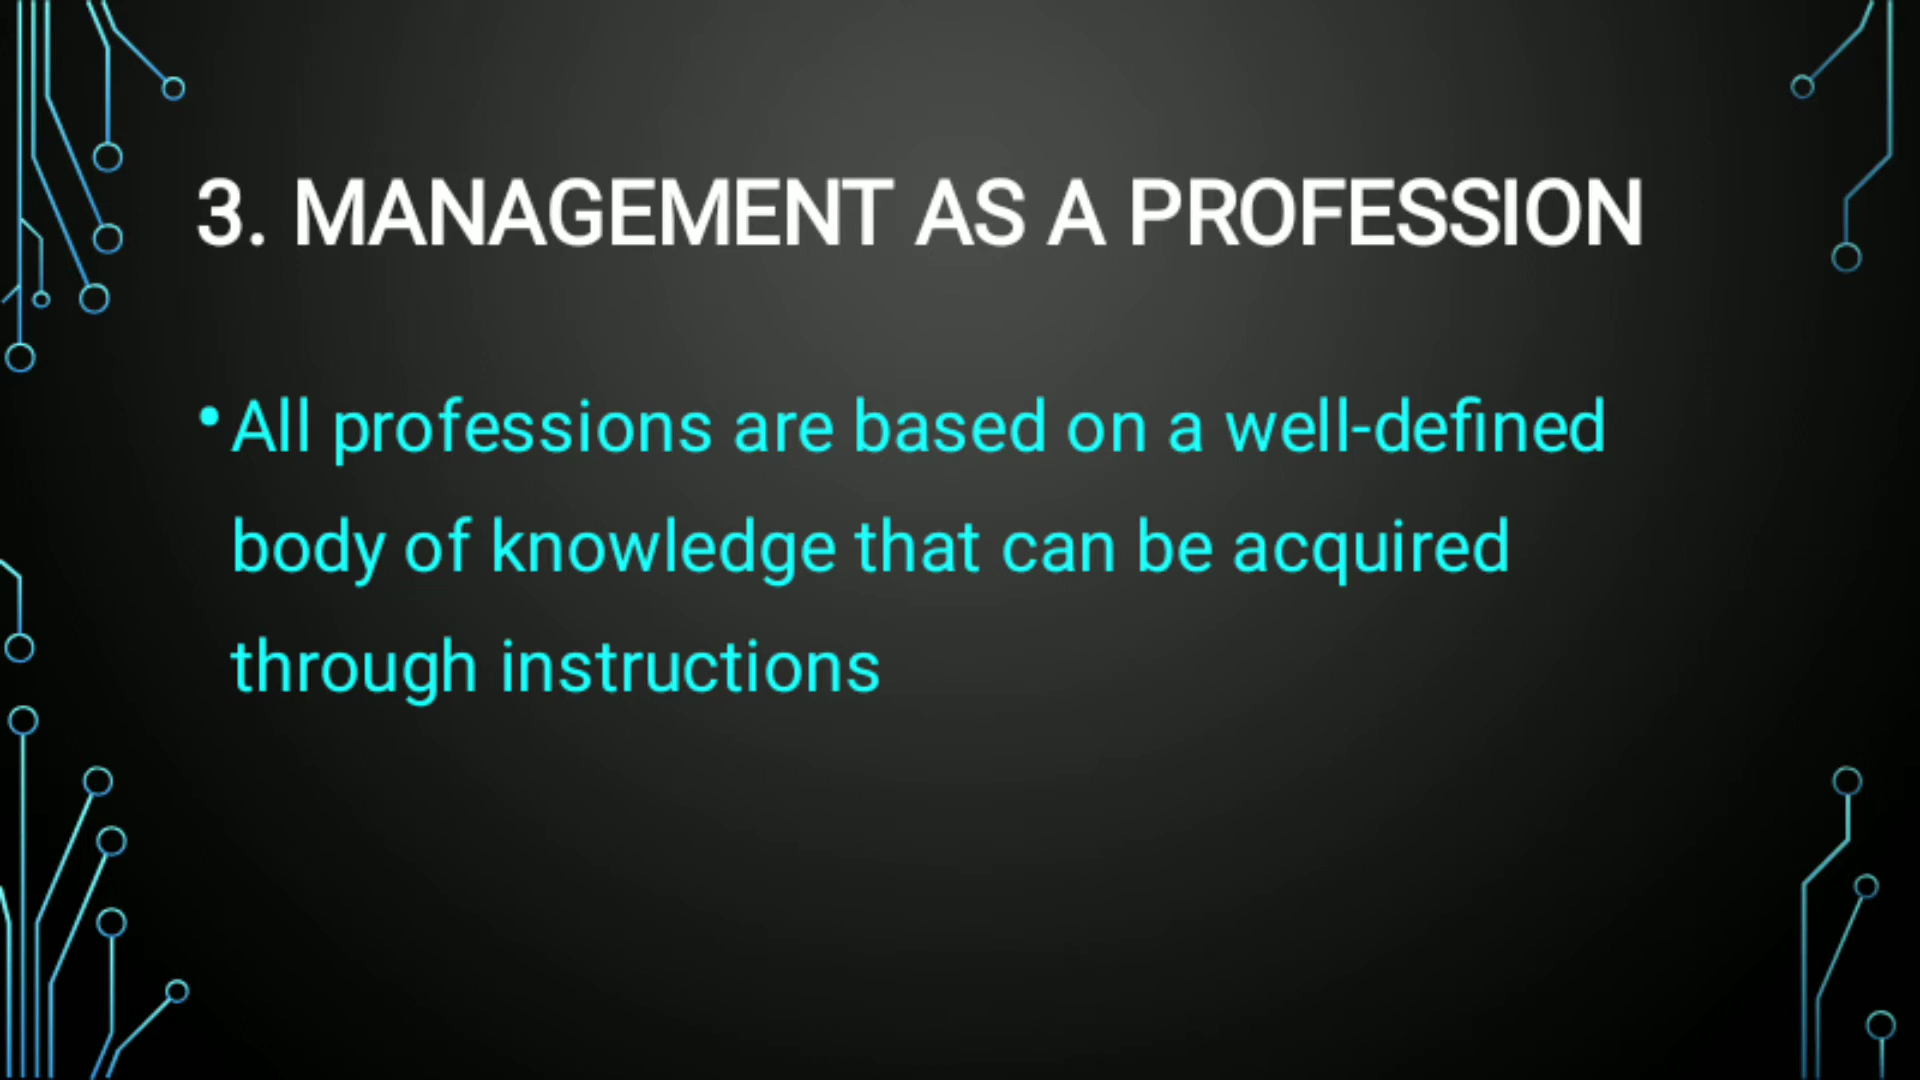 3. MANAGEMENT AS A PROFESSION
• All professions are based on a well-defined
body of knowledge that can be acquired
through instructions